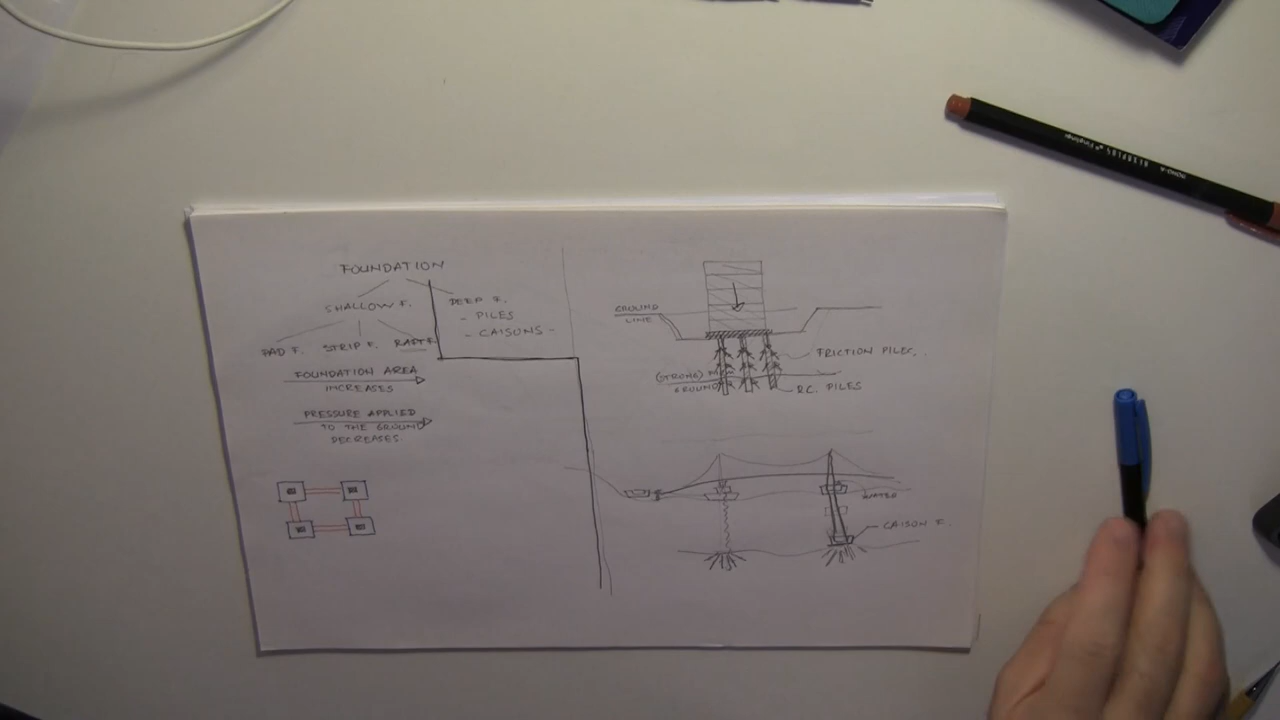 FOUNDATION
SHALLOW F.
DEEP F.
- PILES
- CAISONS -
PAD F. STRIP F. RAFT F.
FOUNDATION AREA
INCREASES
PRESSURE APPLIED
TO THE GROUND
DECREASES.
GROUND
LINE
FRICTION PILES
(STRONG)
GROUND
R.C. PILES
WATER
CAISON F.